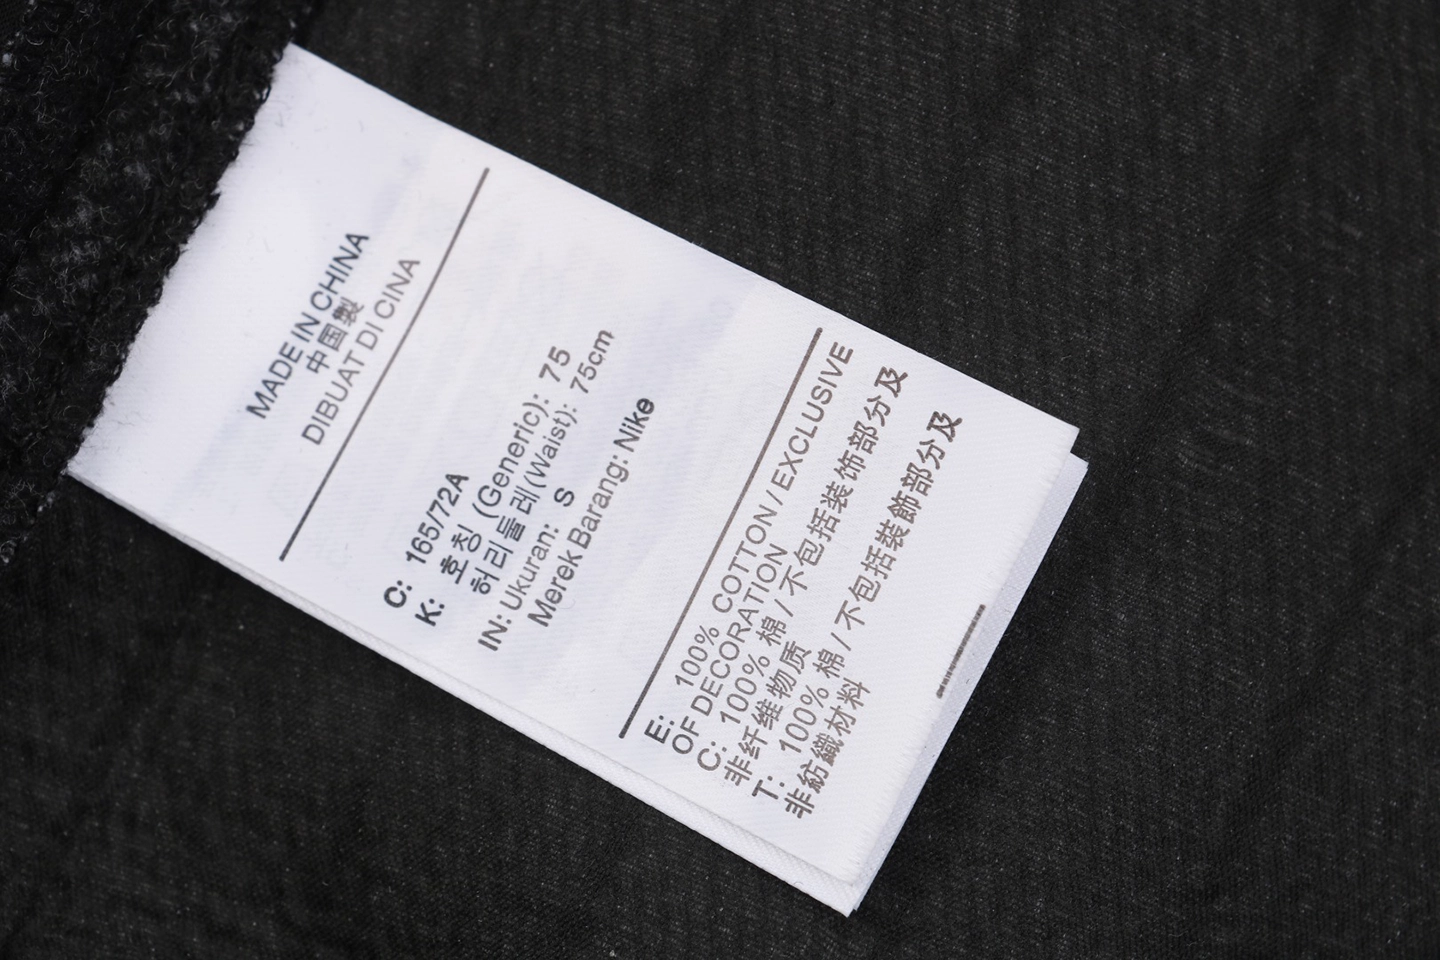 MADE IN CHINA
中国製
DIBUAT DI CINA
C: 165/72A
K: 호칭 (Generic): 75
허리둘레(Waist): 75cm
IN: Ukuran: S
Merek Barang: Nike
E: 100% COTTON / EXCLUSIVE
OF DECORATION
C: 100% 棉 / 不包括装饰部分及
非纤维物质
T: 100% 棉 / 不包括裝飾部分及
非紡織材料